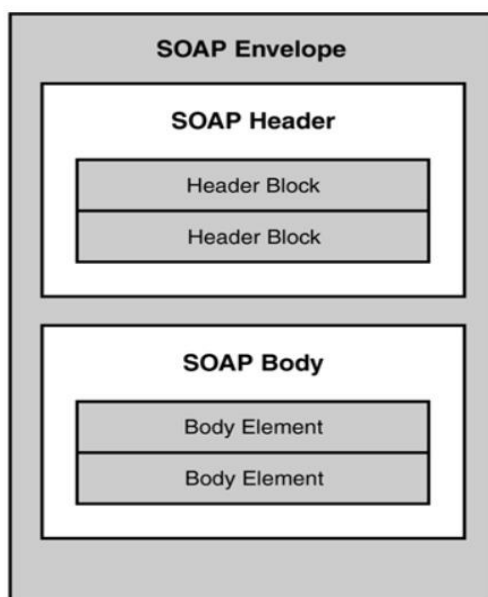 SOAP Envelope
SOAP Header
Header Block
Header Block
SOAP Body
Body Element
Body Element